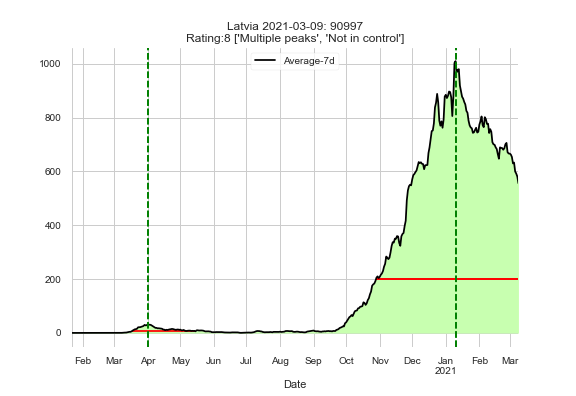 Latvia 2021-03-09: 90997
Rating:8 ['Multiple peaks', 'Not in control']
Average-7d
1000
800
600
400
200
0
Feb Mar Apr May Jun Jul Aug Sep Oct Nov Dec Jan Feb Mar
2021
Date